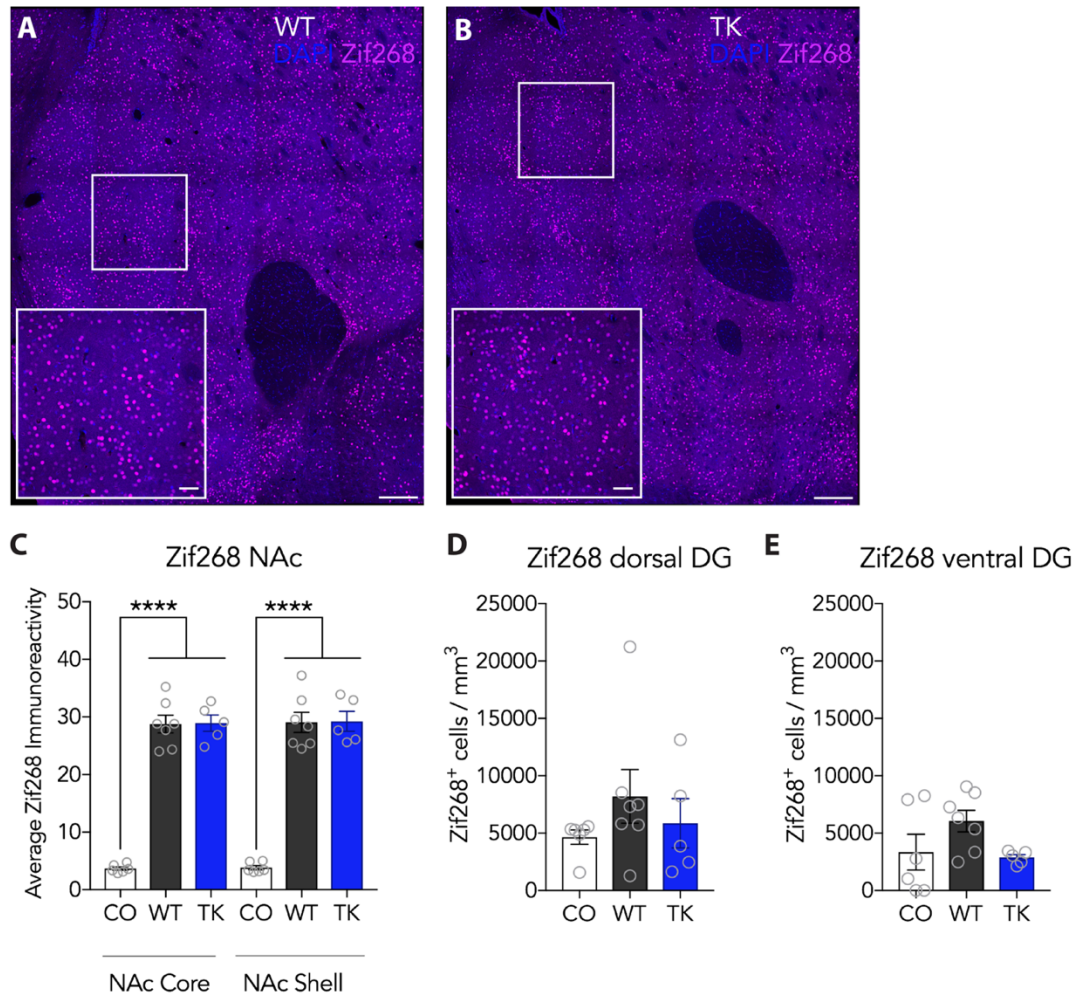 A
WT
DAPI Zif268
B
TK
DAPI Zif268
C
Zif268 NAc
Average Zif268 Immunoreactivity
50
40
30
20
10
0
****
****
CO WT TK CO WT TK
NAc Core NAc Shell
D
Zif268 dorsal DG
Zif268+ cells / mm3
25000
20000
15000
10000
5000
0
CO WT TK
E
Zif268 ventral DG
Zif268+ cells / mm3
25000
20000
15000
10000
5000
0
CO WT TK